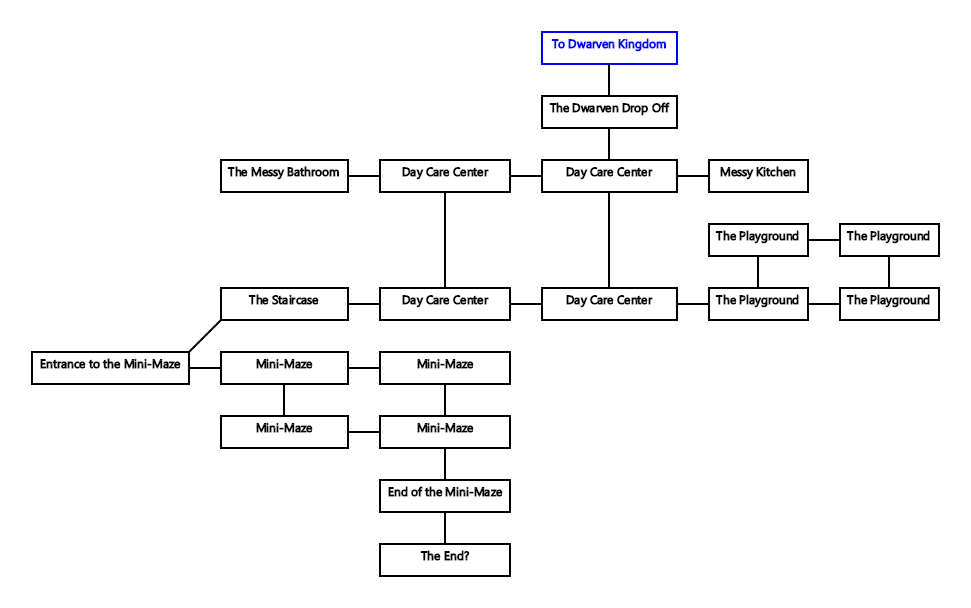 To Dwarven Kingdom
The Dwarven Drop Off
The Messy Bathroom
Day Care Center
Day Care Center
Messy Kitchen
The Playground
The Playground
The Staircase
Day Care Center
Day Care Center
The Playground
The Playground
Entrance to the Mini-Maze
Mini-Maze
Mini-Maze
Mini-Maze
Mini-Maze
End of the Mini-Maze
The End?